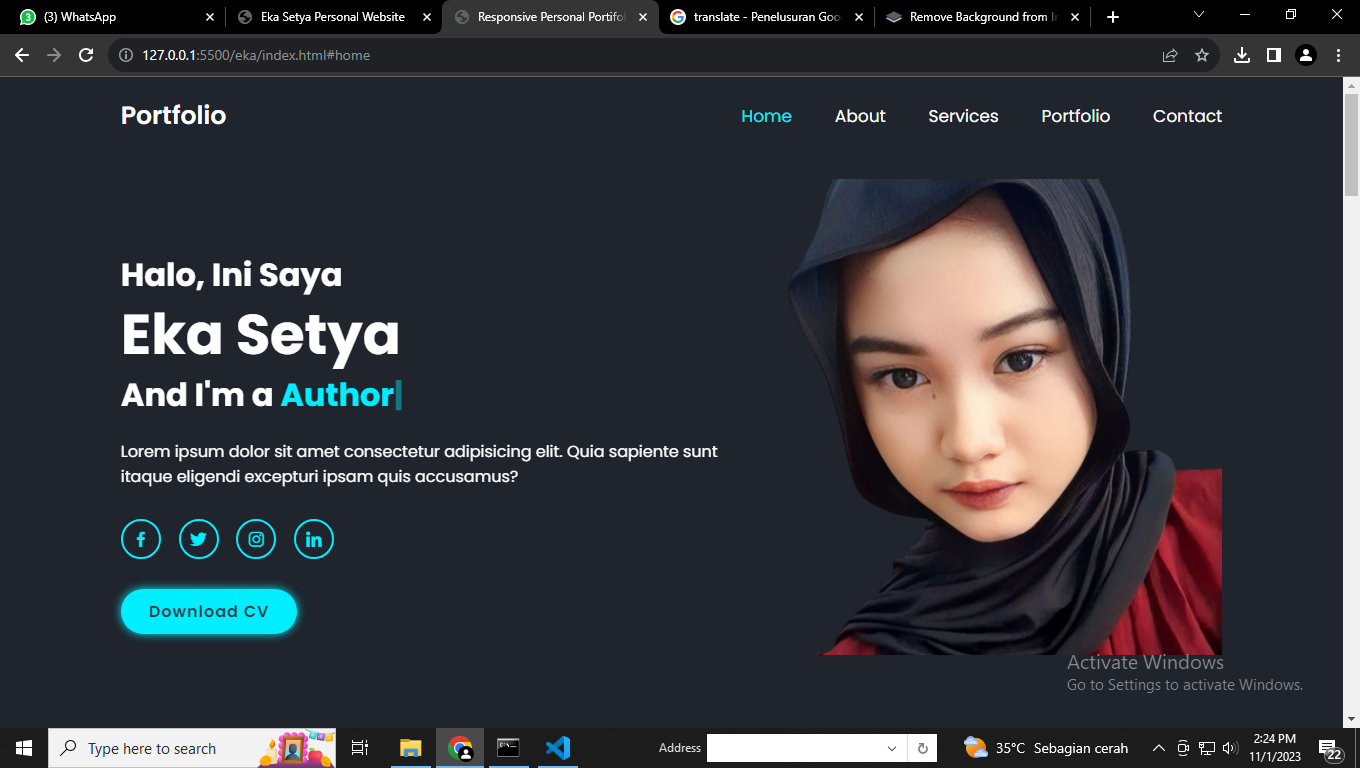 3
(3) WhatsApp
Eka Setya Personal Website
Responsive Personal Portifol
translate - Penelusuran Goo
Remove Background from I
127.0.0.1:5500/eka/index.html#home
Portfolio
Home
About
Services
Portfolio
Contact
Halo, Ini Saya
Eka Setya
And I'm a Author
Lorem ipsum dolor sit amet consectetur adipisicing elit. Quia sapiente sunt
itaque eligendi excepturi ipsam quis accusamus?
Download CV
Activate Windows
Go to Settings to activate Windows.
Type here to search
Address
35°C Sebagian cerah
2:24 PM
11/1/2023
22